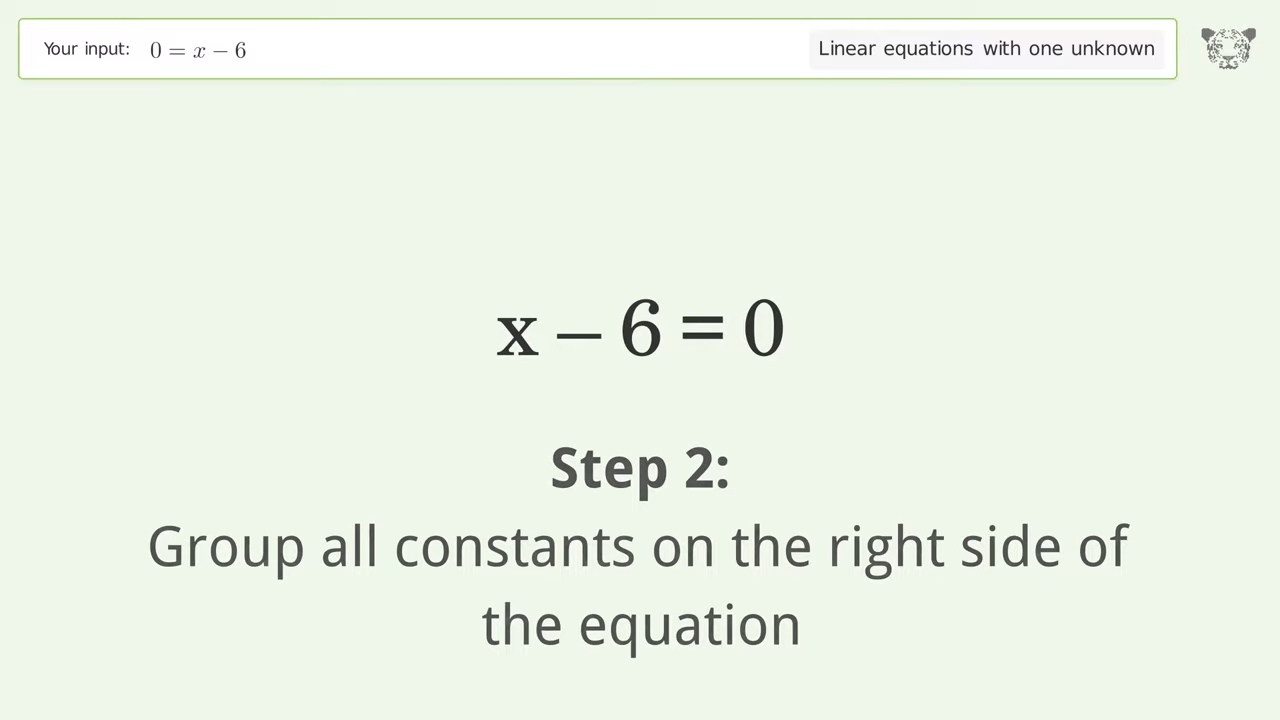 Your input: 0 = x − 6
Linear equations with one unknown
x – 6 = 0
Step 2:
Group all constants on the right side of
the equation